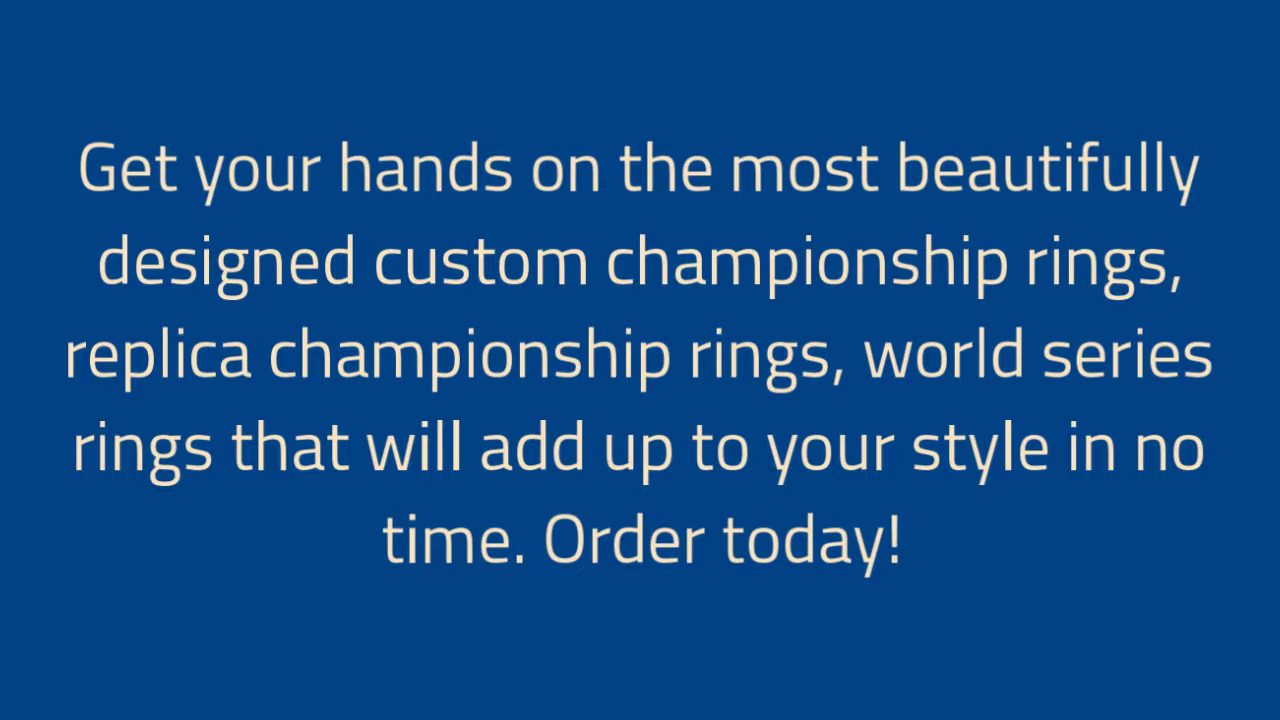 Get your hands on the most beautifully
designed custom championship rings,
replica championship rings, world series
rings that will add up to your style in no
time. Order today!